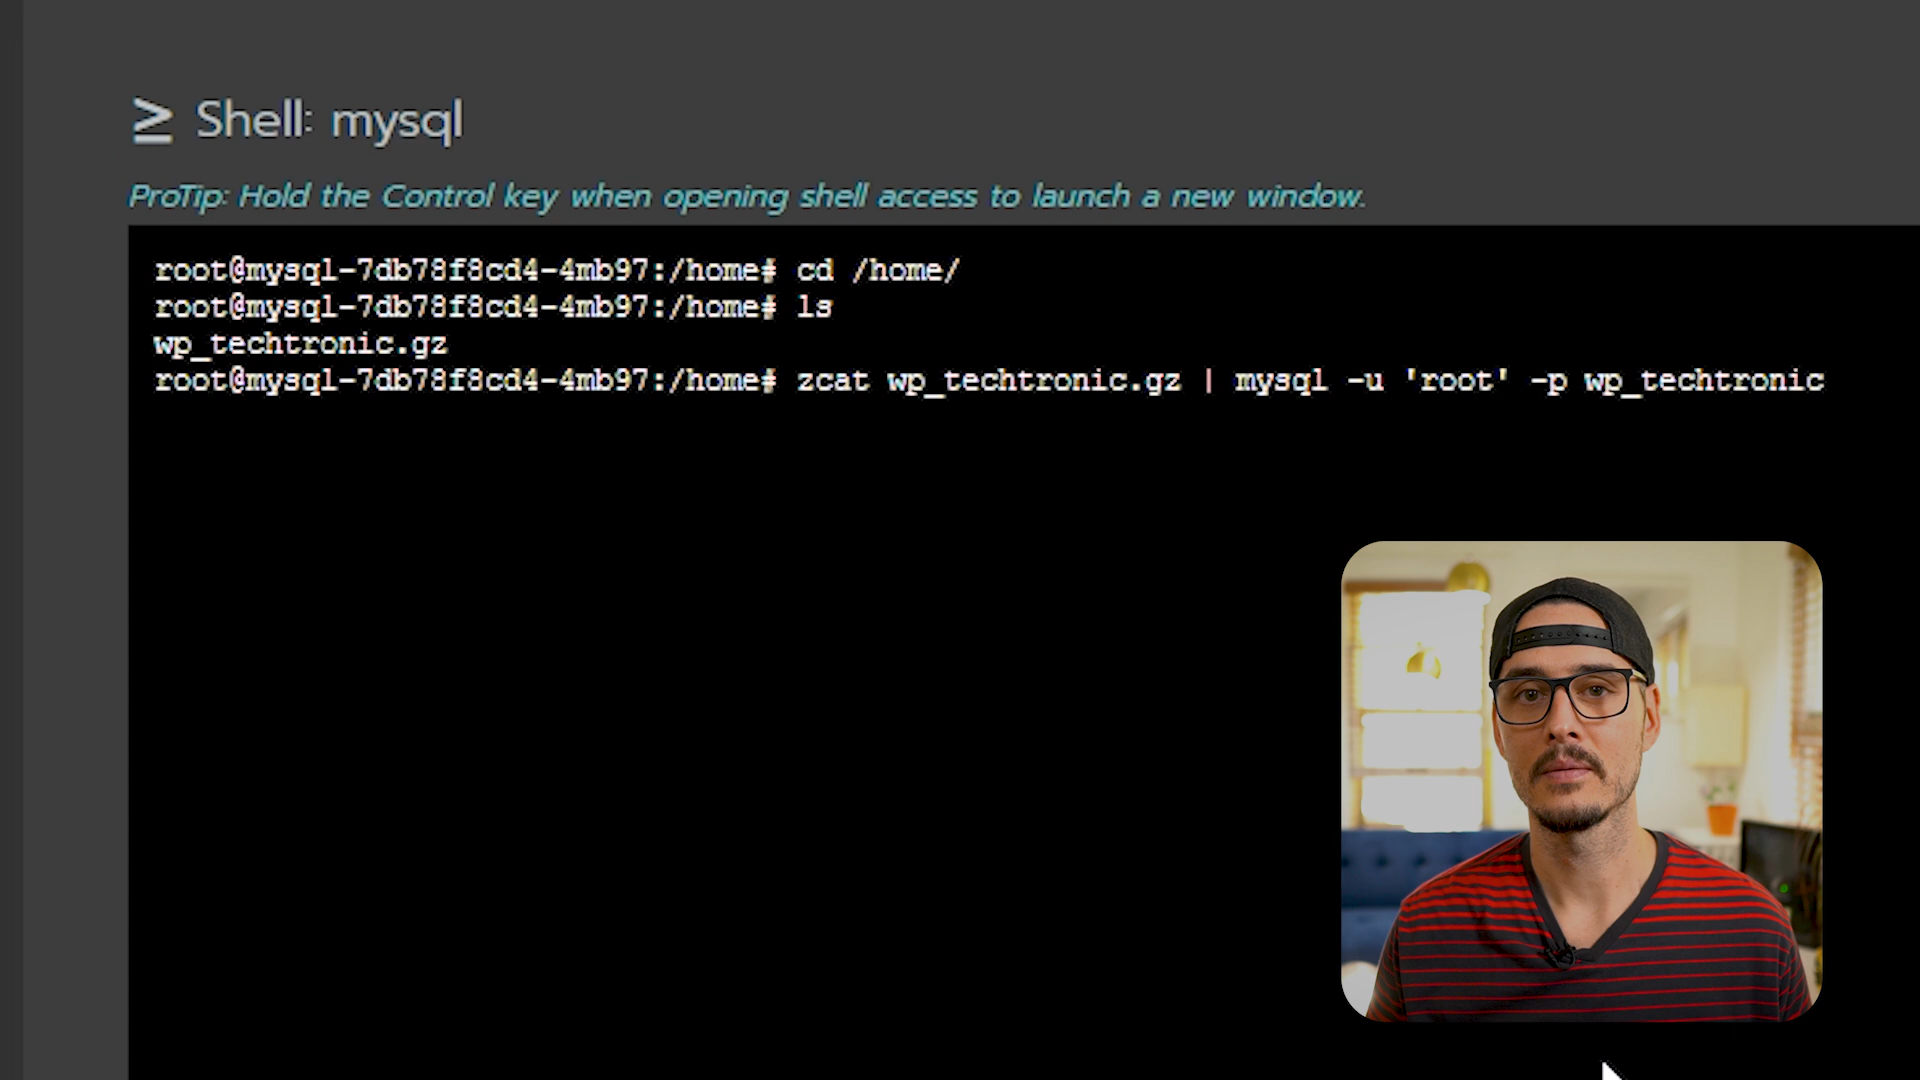 ≥ Shell: mysql
ProTip: Hold the Control key when opening shell access to launch a new window.
root@mysql-7db78f8cd4-4mb97:/home# cd /home/
root@mysql-7db78f8cd4-4mb97:/home# ls
wp_techtronic.gz
root@mysql-7db78f8cd4-4mb97:/home# zcat wp_techtronic.gz | mysql -u 'root' -p wp_techtronic